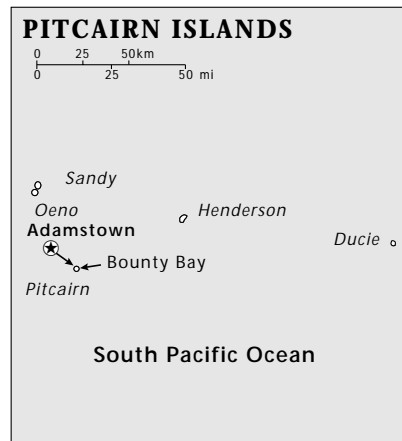 PITCAIRN ISLANDS
0 25 50km
0 25 50 mi
Sandy
Oeno
Henderson
Adamstown
Ducie
Bounty Bay
Pitcairn
South Pacific Ocean